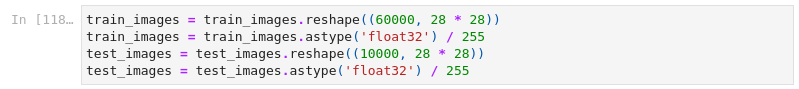 In [118…
train_images = train_images.reshape((60000, 28 * 28))
train_images = train_images.astype('float32') / 255
test_images = test_images.reshape((10000, 28 * 28))
test_images = test_images.astype('float32') / 255